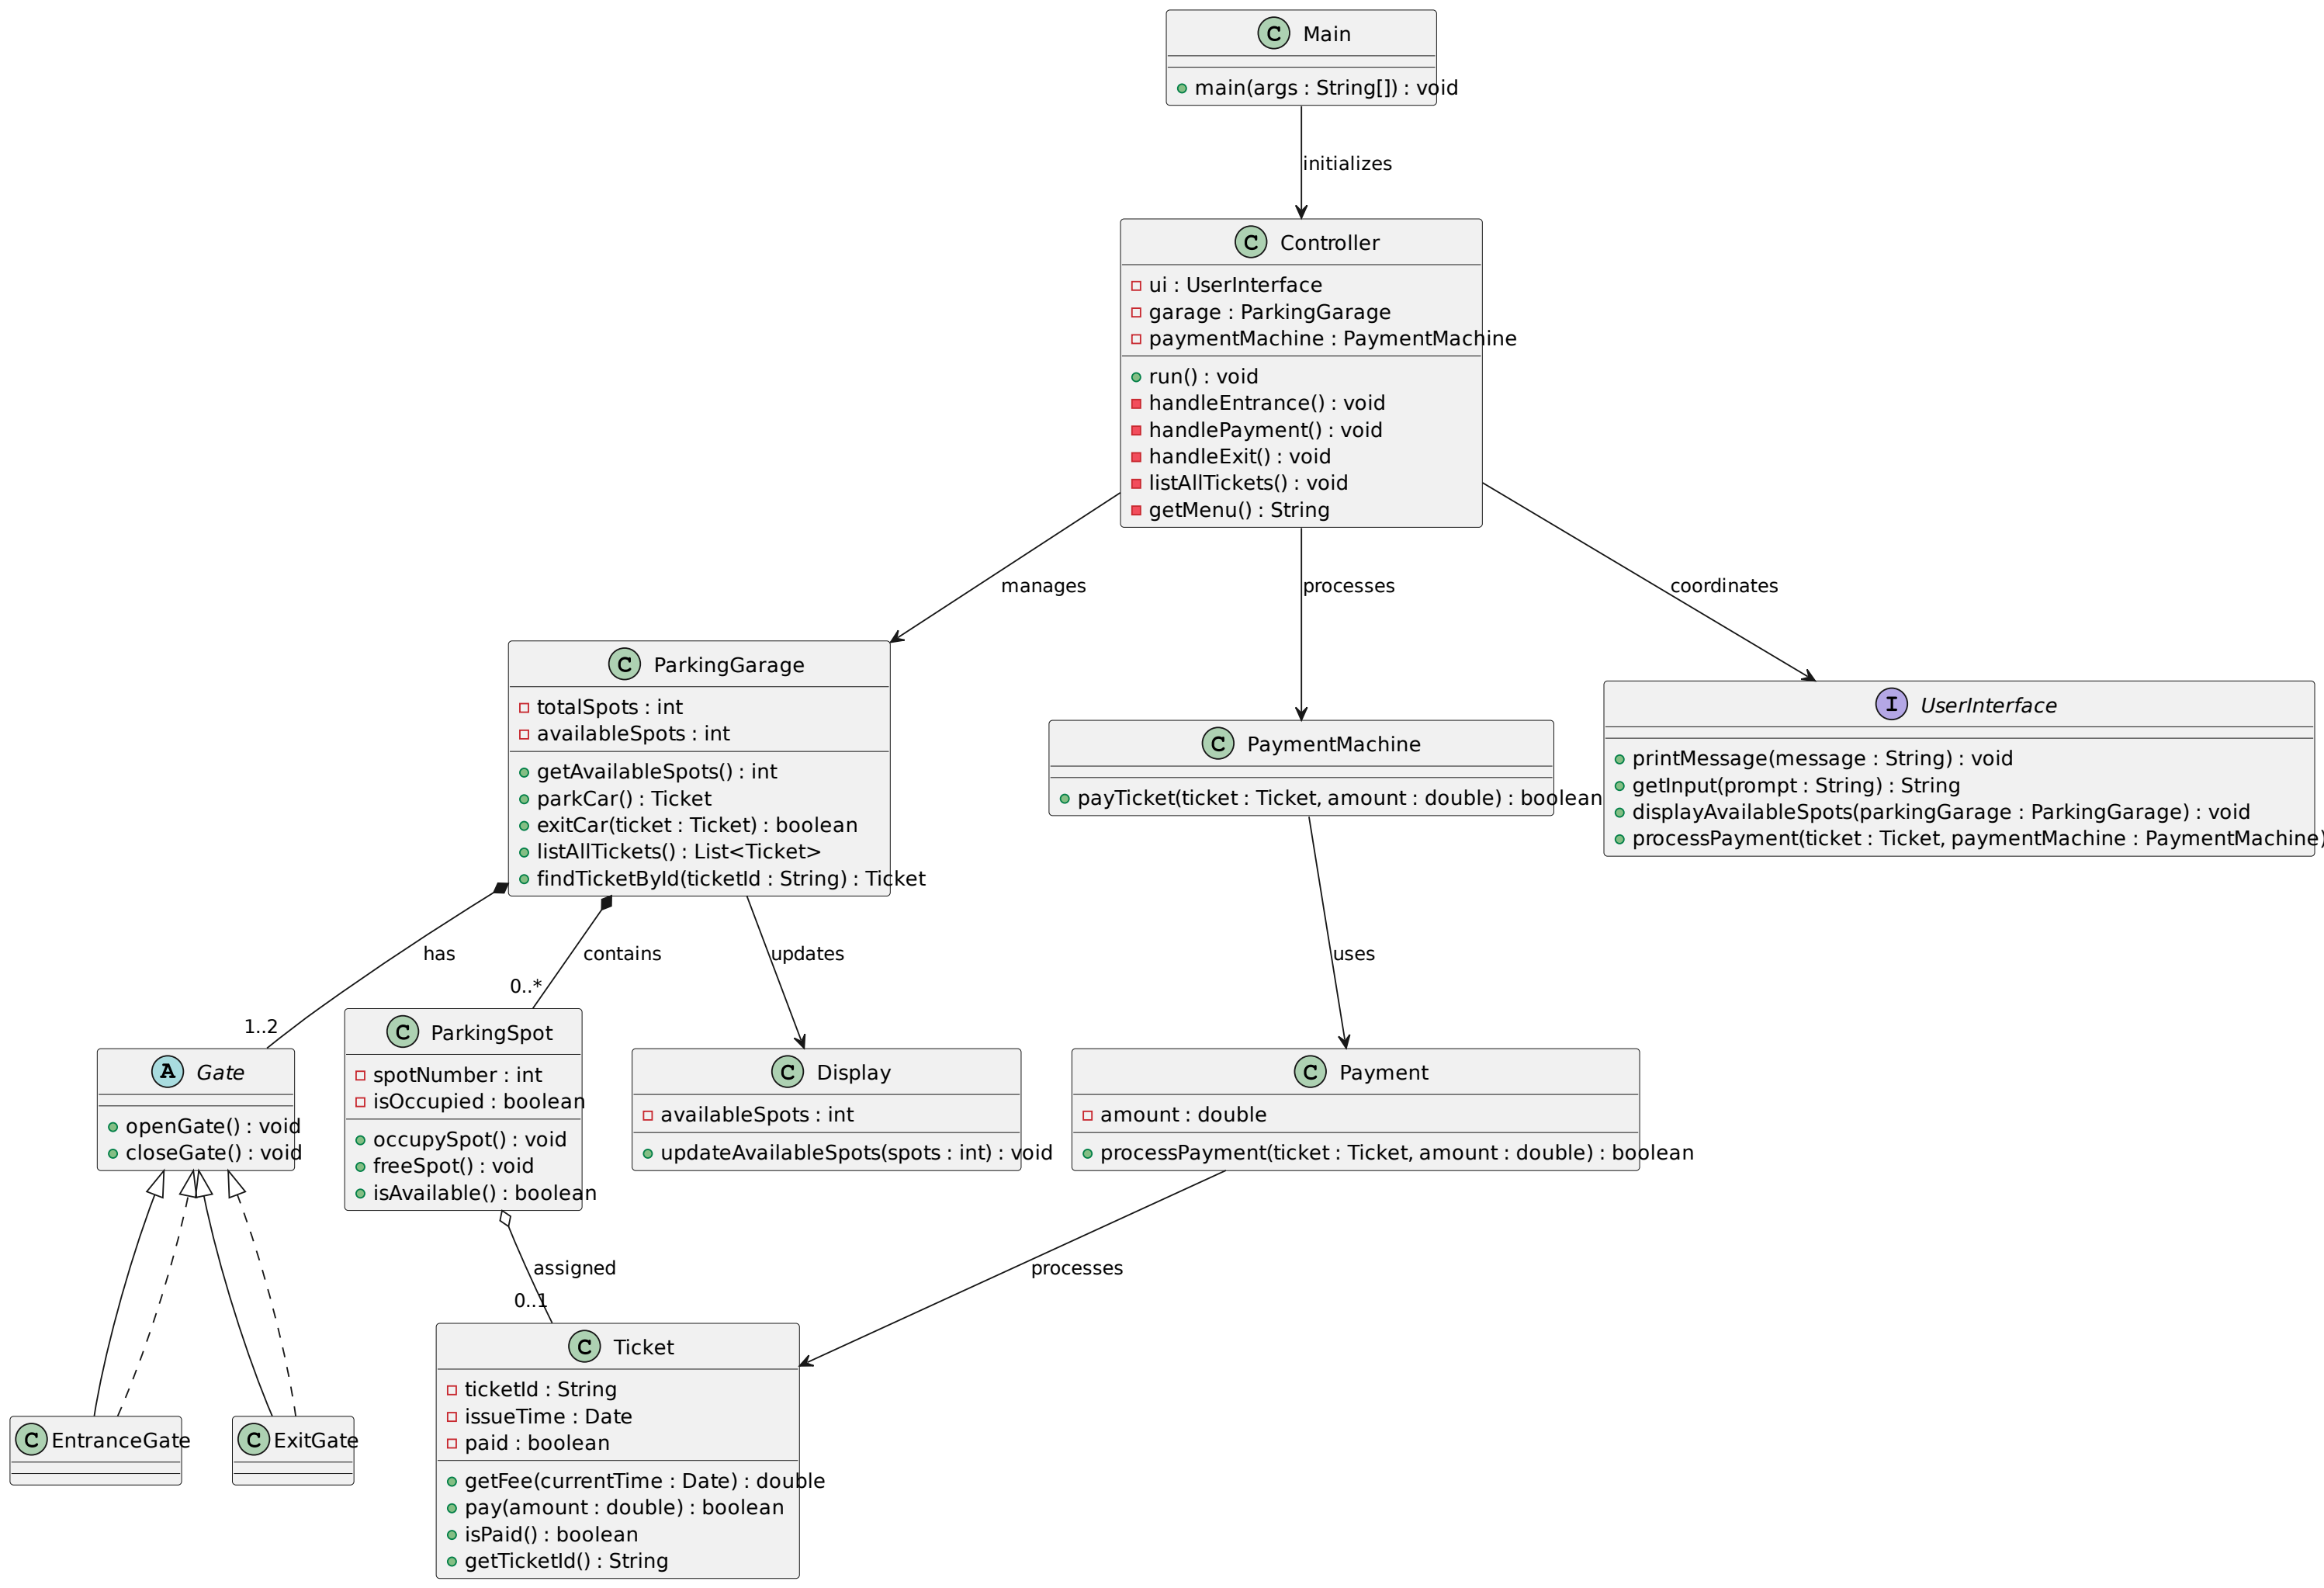 C Main
main(args : String[]) : void
initializes
C Controller
ui : UserInterface
garage : ParkingGarage
paymentMachine : PaymentMachine
run() : void
handleEntrance() : void
handlePayment() : void
handleExit() : void
listAllTickets() : void
getMenu() : String
manages
processes
coordinates
C ParkingGarage
totalSpots : int
availableSpots : int
getAvailableSpots() : int
parkCar() : Ticket
exitCar(ticket : Ticket) : boolean
listAllTickets() : List<Ticket>
findTicketById(ticketId : String) : Ticket
C PaymentMachine
payTicket(ticket : Ticket, amount : double) : boolean
I UserInterface
printMessage(message : String) : void
getInput(prompt : String) : String
displayAvailableSpots(parkingGarage : ParkingGarage) : void
processPayment(ticket : Ticket, paymentMachine : PaymentMachine)
has
contains
updates
uses
1..2
0..*
A Gate
openGate() : void
closeGate() : void
C ParkingSpot
spotNumber : int
isOccupied : boolean
occupySpot() : void
freeSpot() : void
isAvailable() : boolean
C Display
availableSpots : int
updateAvailableSpots(spots : int) : void
C Payment
amount : double
processPayment(ticket : Ticket, amount : double) : boolean
assigned
0..1
processes
C EntranceGate
C ExitGate
C Ticket
ticketId : String
issueTime : Date
paid : boolean
getFee(currentTime : Date) : double
pay(amount : double) : boolean
isPaid() : boolean
getTicketId() : String